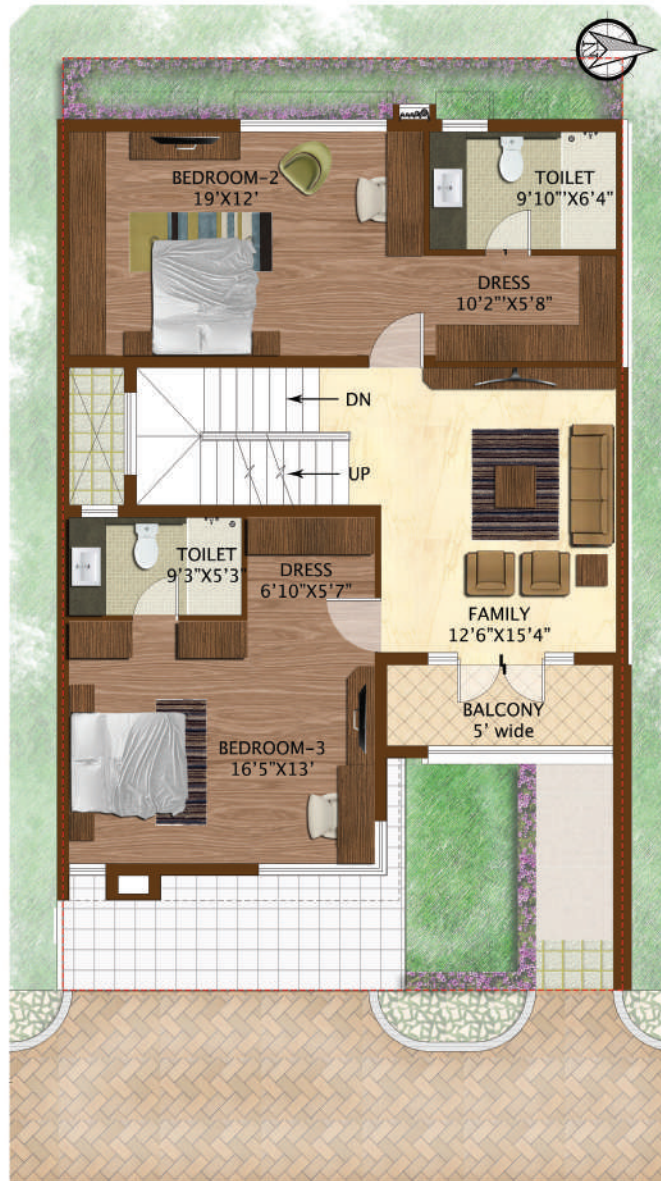 N
BEDROOM-2
19'X12'
TOILET
9'10"'X6'4"
DRESS
10'2"'X5'8"
DN
UP
TOILET
9'3"X5'3"
DRESS
6'10"X5'7"
FAMILY
12'6"X15'4"
BALCONY
5' wide
BEDROOM-3
16'5"X13'